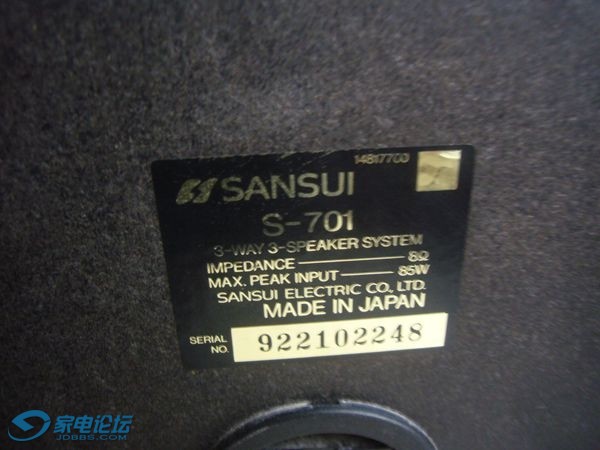 14817700
SANSUI
S-701
3-WAY 3-SPEAKER SYSTEM
IMPEDANCE 8Ω
MAX. PEAK INPUT 85W
SANSUI ELECTRIC CO., LTD.
MADE IN JAPAN
SERIAL NO. 922102248
家电论坛
JDBBS.COM